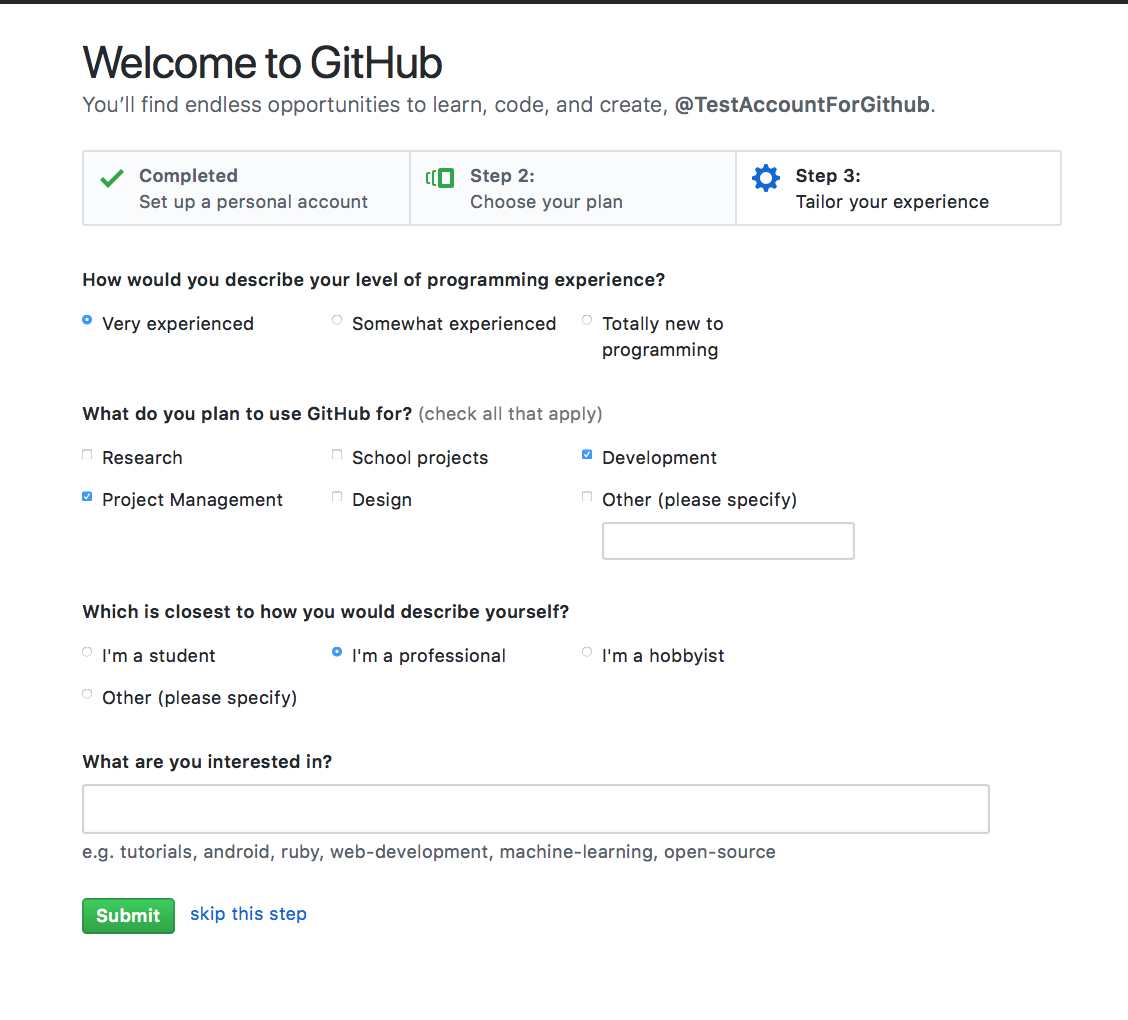 Welcome to GitHub
You’ll find endless opportunities to learn, code, and create, @TestAccountForGithub.
Completed
Set up a personal account
Step 2:
Choose your plan
Step 3:
Tailor your experience
How would you describe your level of programming experience?
Very experienced
Somewhat experienced
Totally new to
programming
What do you plan to use GitHub for? (check all that apply)
Research
School projects
Development
Project Management
Design
Other (please specify)
Which is closest to how you would describe yourself?
I'm a student
I'm a professional
I'm a hobbyist
Other (please specify)
What are you interested in?
e.g. tutorials, android, ruby, web-development, machine-learning, open-source
Submit
skip this step